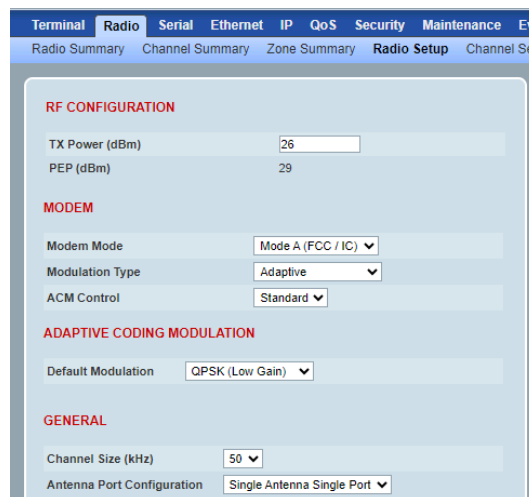 Terminal Radio Serial Ethernet IP QoS Security Maintenance
Radio Summary Channel Summary Zone Summary Radio Setup Channel
RF CONFIGURATION
TX Power (dBm) 26
PEP (dBm) 29
MODEM
Modem Mode Mode A (FCC / IC)
Modulation Type Adaptive
ACM Control Standard
ADAPTIVE CODING MODULATION
Default Modulation QPSK (Low Gain)
GENERAL
Channel Size (kHz) 50
Antenna Port Configuration Single Antenna Single Port